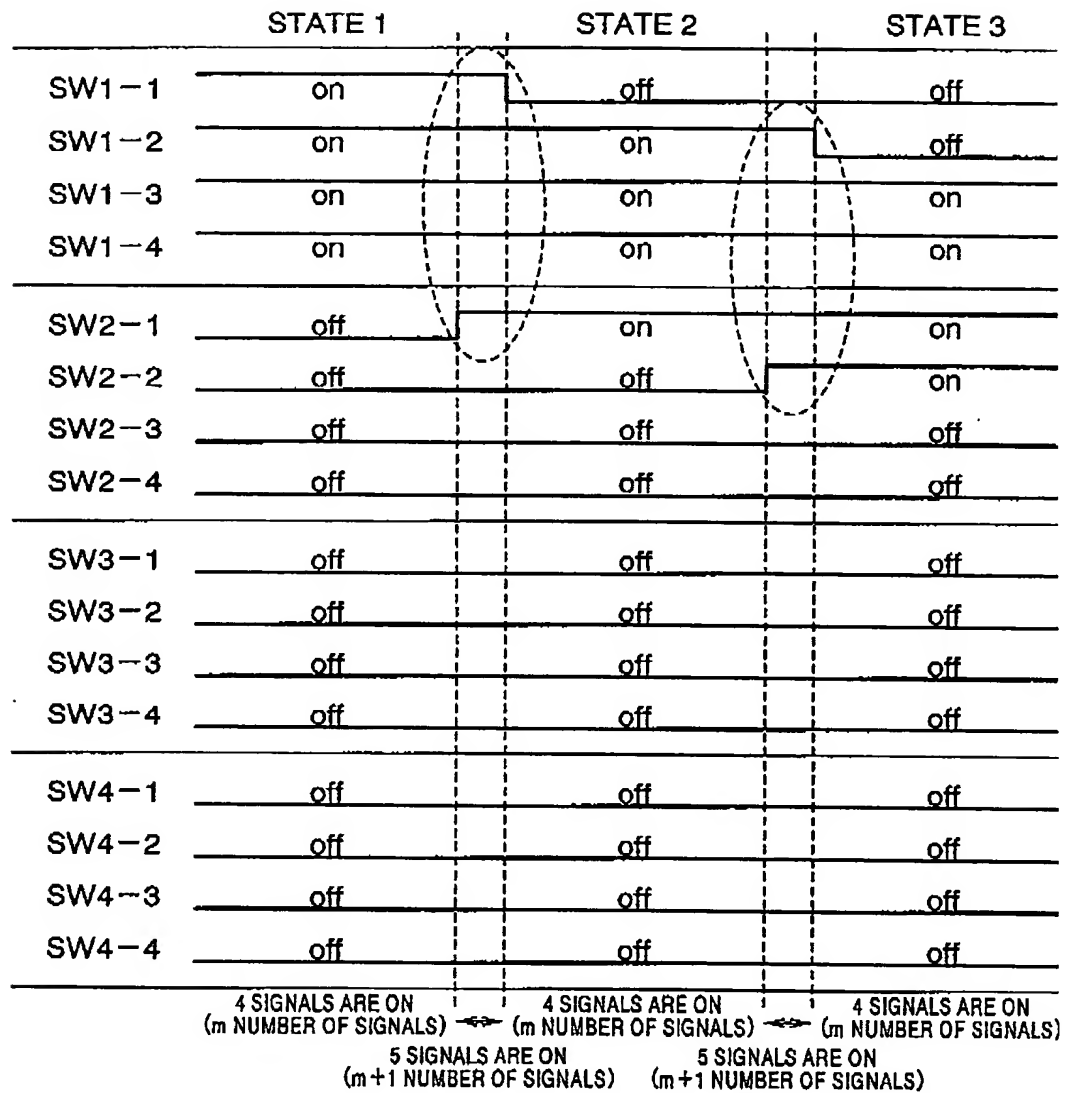 STATE 1 STATE 2 STATE 3
SW1-1 on off off
SW1-2 on on off
SW1-3 on on on
SW1-4 on on on
SW2-1 off on on
SW2-2 off off on
SW2-3 off off off
SW2-4 off off off
SW3-1 off off off
SW3-2 off off off
SW3-3 off off off
SW3-4 off off off
SW4-1 off off off
SW4-2 off off off
SW4-3 off off off
SW4-4 off off off
4 SIGNALS ARE ON 4 SIGNALS ARE ON 4 SIGNALS ARE ON
(m NUMBER OF SIGNALS) (m NUMBER OF SIGNALS) (m NUMBER OF SIGNALS)
5 SIGNALS ARE ON 5 SIGNALS ARE ON
(m+1 NUMBER OF SIGNALS) (m+1 NUMBER OF SIGNALS)